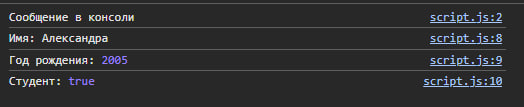 Сообщение в консоли script.js:2
Имя: Александра script.js:8
Год рождения: 2005 script.js:9
Студент: true script.js:10